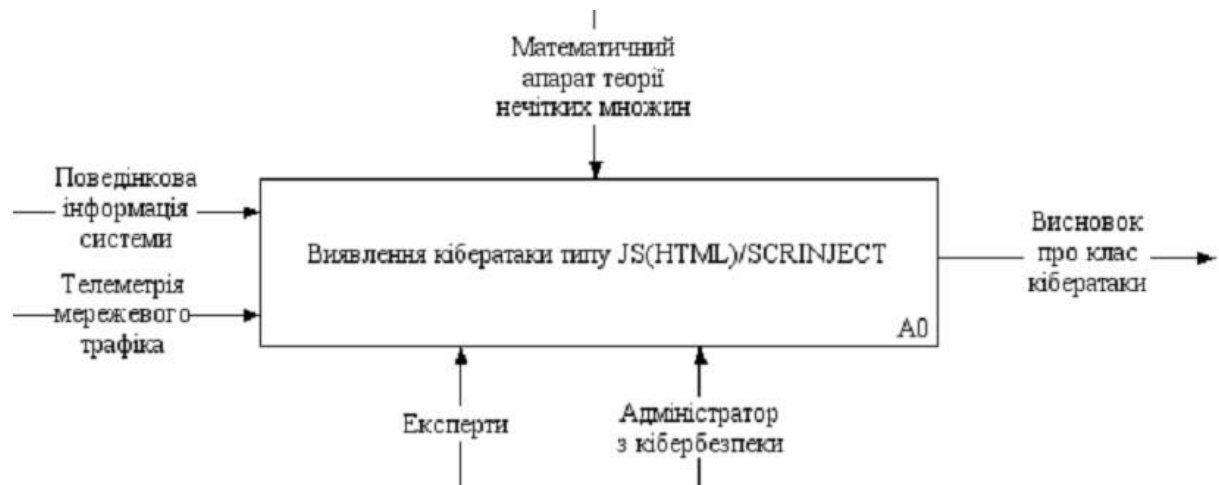 Математичний
апарат теорії
нечітких множин
Поведінкова
інформація
системи
Виявлення кібератаки типу JS(HTML)/SCRINJECT
Висновок
про клас
кібератаки
Телеметрія
мережевого
трафіка
A0
Експерти
Адміністратор
з кібербезпеки